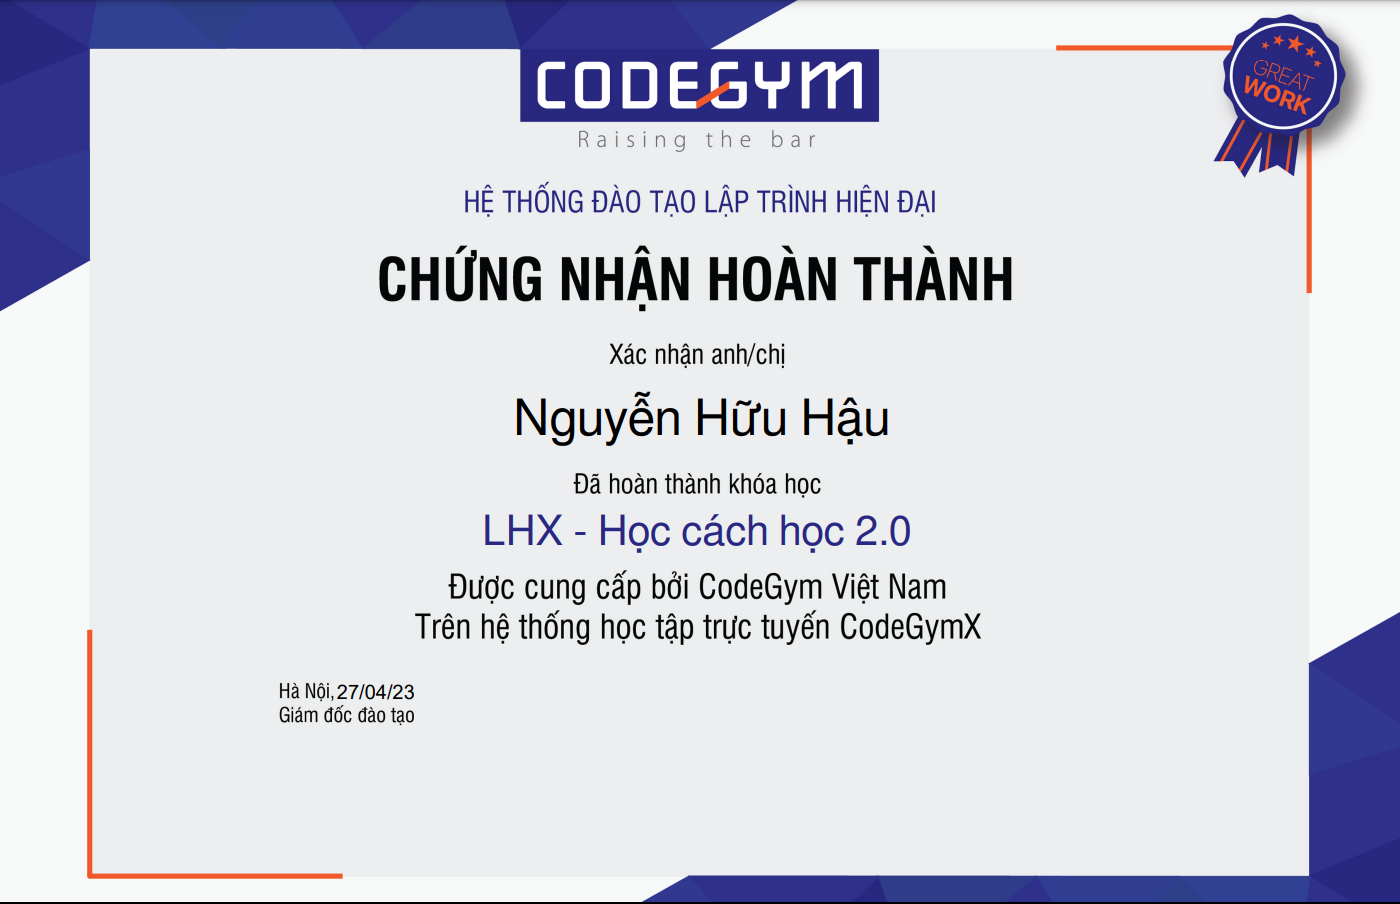 CODEGYM
Raising the bar
GREAT
WORK
HỆ THỐNG ĐÀO TẠO LẬP TRÌNH HIỆN ĐẠI
CHỨNG NHẬN HOÀN THÀNH
Xác nhận anh/chị
Nguyễn Hữu Hậu
Đã hoàn thành khóa học
LHX - Học cách học 2.0
Được cung cấp bởi CodeGym Việt Nam
Trên hệ thống học tập trực tuyến CodeGymX
Hà Nội, 27/04/23
Giám đốc đào tạo